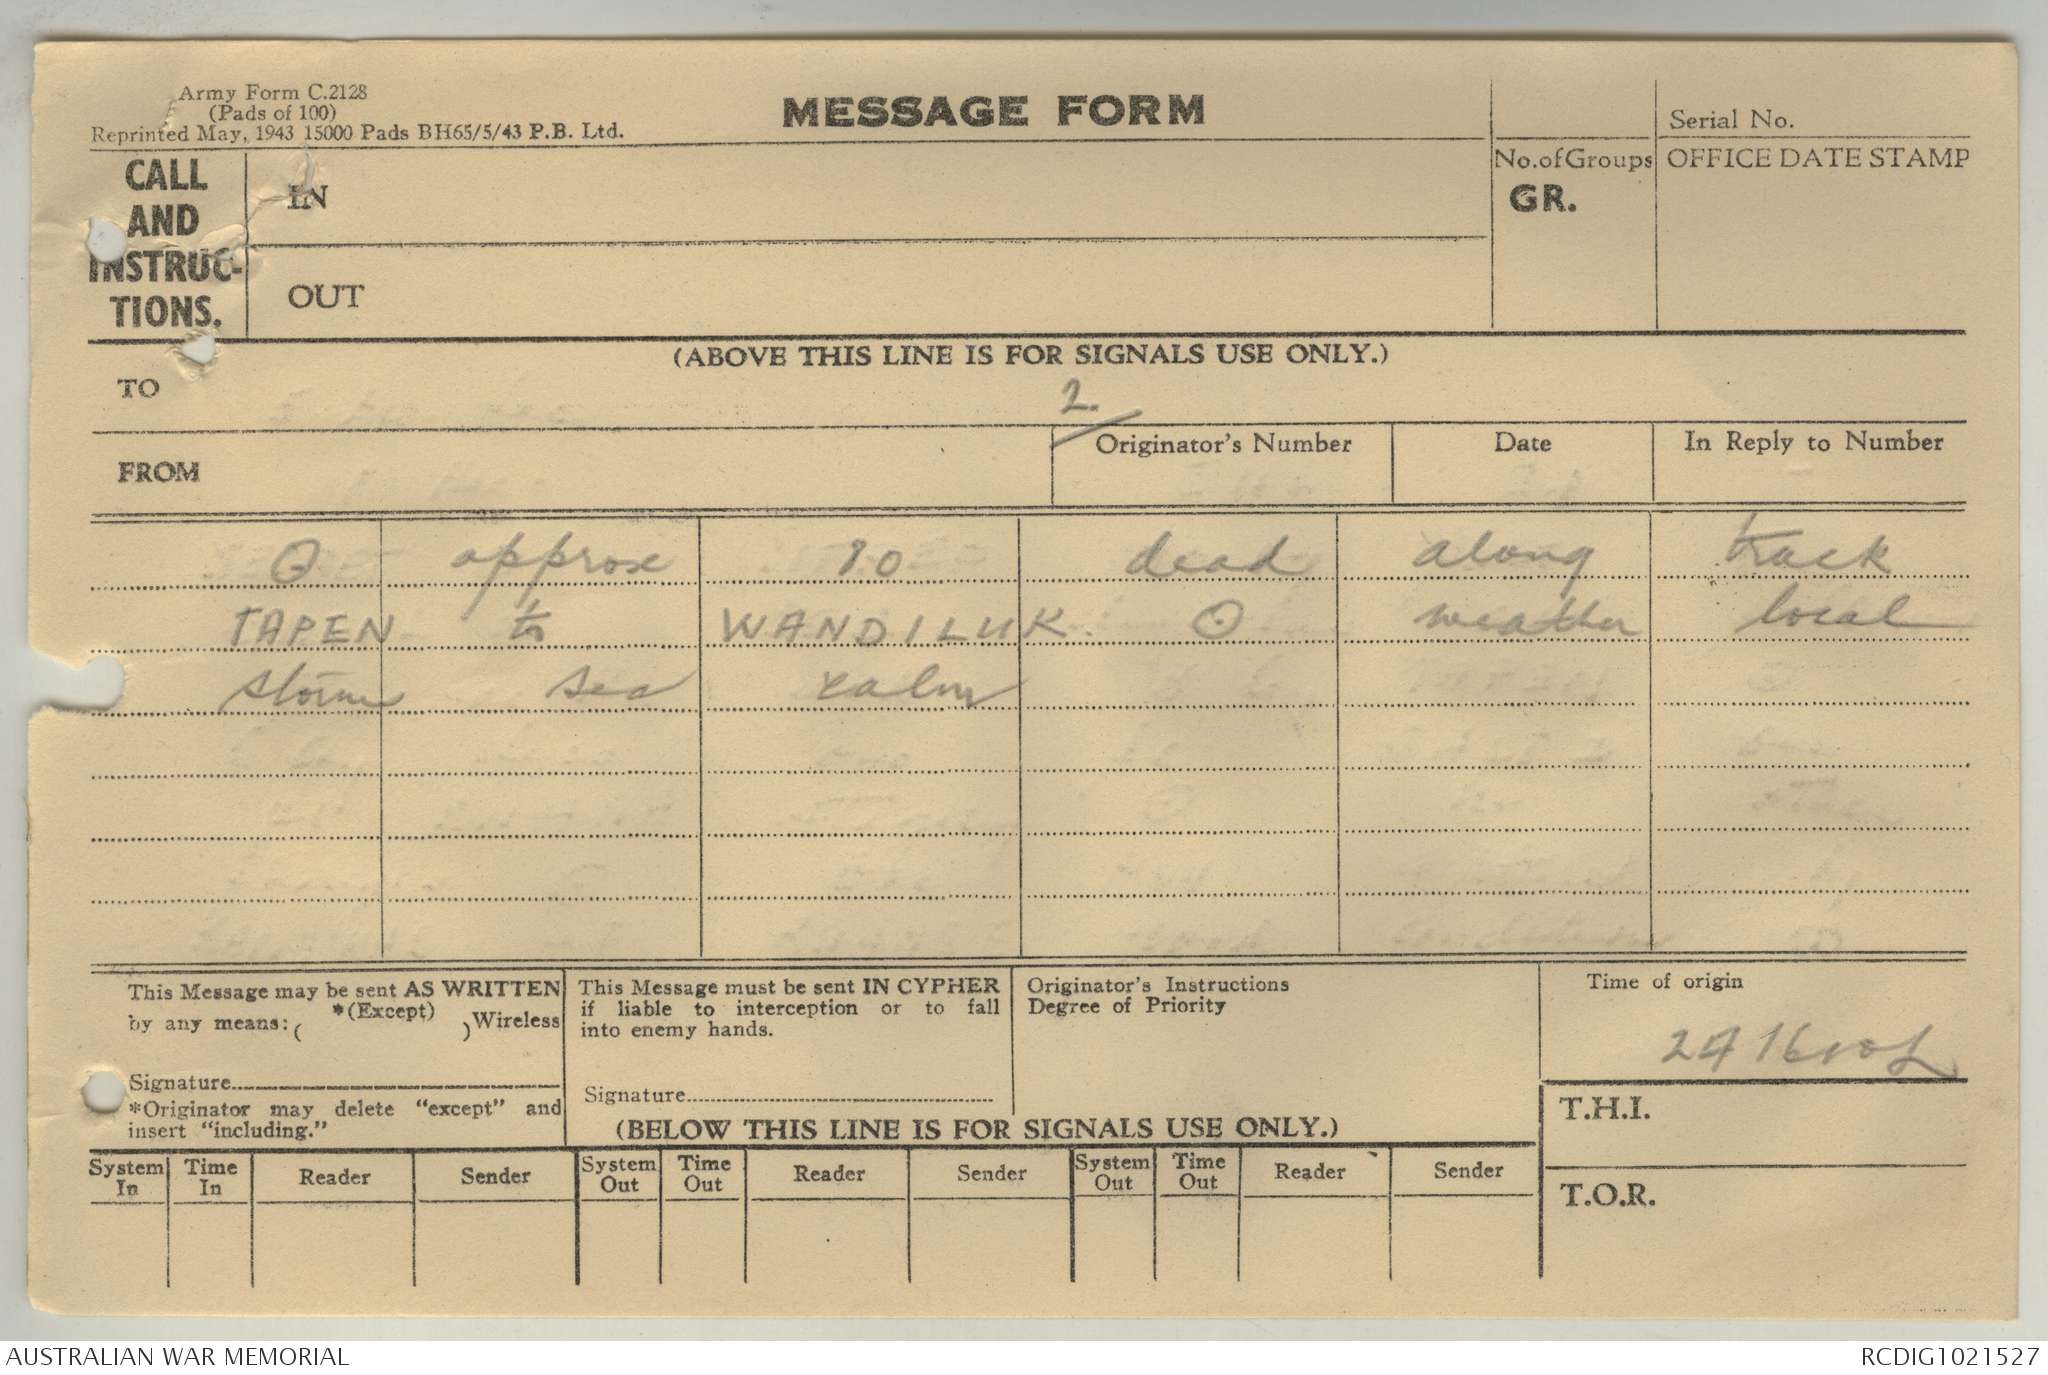 Army Form C.2128
(Pads of 100)
Reprinted May, 1943 15000 Pads BH65/5/43 P.B. Ltd.
MESSAGE FORM
Serial No.
CALL AND INSTRUC-TIONS.
IN
OUT
No. of Groups
GR.
OFFICE DATE STAMP
(ABOVE THIS LINE IS FOR SIGNALS USE ONLY.)
TO
2.
FROM
Originator's Number
Date
In Reply to Number
O approx 80 dead along track
TAPEN to WANDILUK. O weather local
storm sea calm
This Message may be sent AS WRITTEN
by any means: ( *(Except) ) Wireless
Signature
*Originator may delete "except" and
insert "including."
This Message must be sent IN CYPHER
if liable to interception or to fall
into enemy hands.
Signature
Originator's Instructions
Degree of Priority
Time of origin
24 1600L
(BELOW THIS LINE IS FOR SIGNALS USE ONLY.)
T.H.I.
T.O.R.
System In
Time In
Reader
Sender
System Out
Time Out
Reader
Sender
System Out
Time Out
Reader
Sender
AUSTRALIAN WAR MEMORIAL
RCDIG1021527